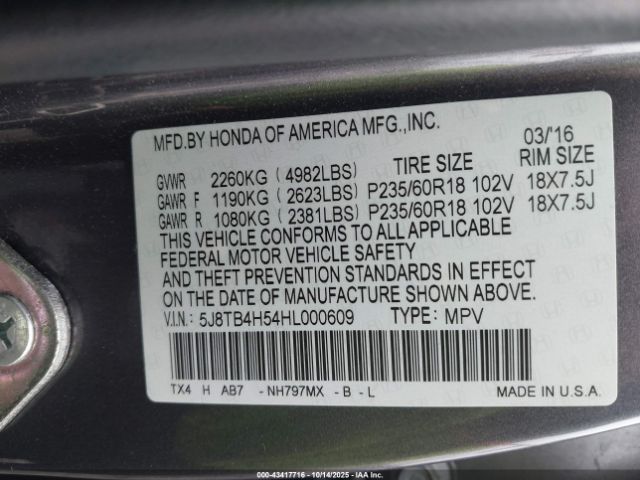 MFD.BY HONDA OF AMERICA MFG.,INC. 03/'16
GVWR 2260KG ( 4982LBS) TIRE SIZE RIM SIZE
GAWR F 1190KG ( 2623LBS) P235/60R18 102V 18X7.5J
GAWR R 1080KG ( 2381LBS) P235/60R18 102V 18X7.5J
THIS VEHICLE CONFORMS TO ALL APPLICABLE
FEDERAL MOTOR VEHICLE SAFETY
AND THEFT PREVENTION STANDARDS IN EFFECT
ON THE DATE OF MANUFACTURE SHOWN ABOVE.
V.I.N.: 5J8TB4H54HL000609 TYPE: MPV
TX4 H AB7 -NH797MX -B -L MADE IN U.S.A.
000-43417716 - 10/14/2025 - IAAI.COM